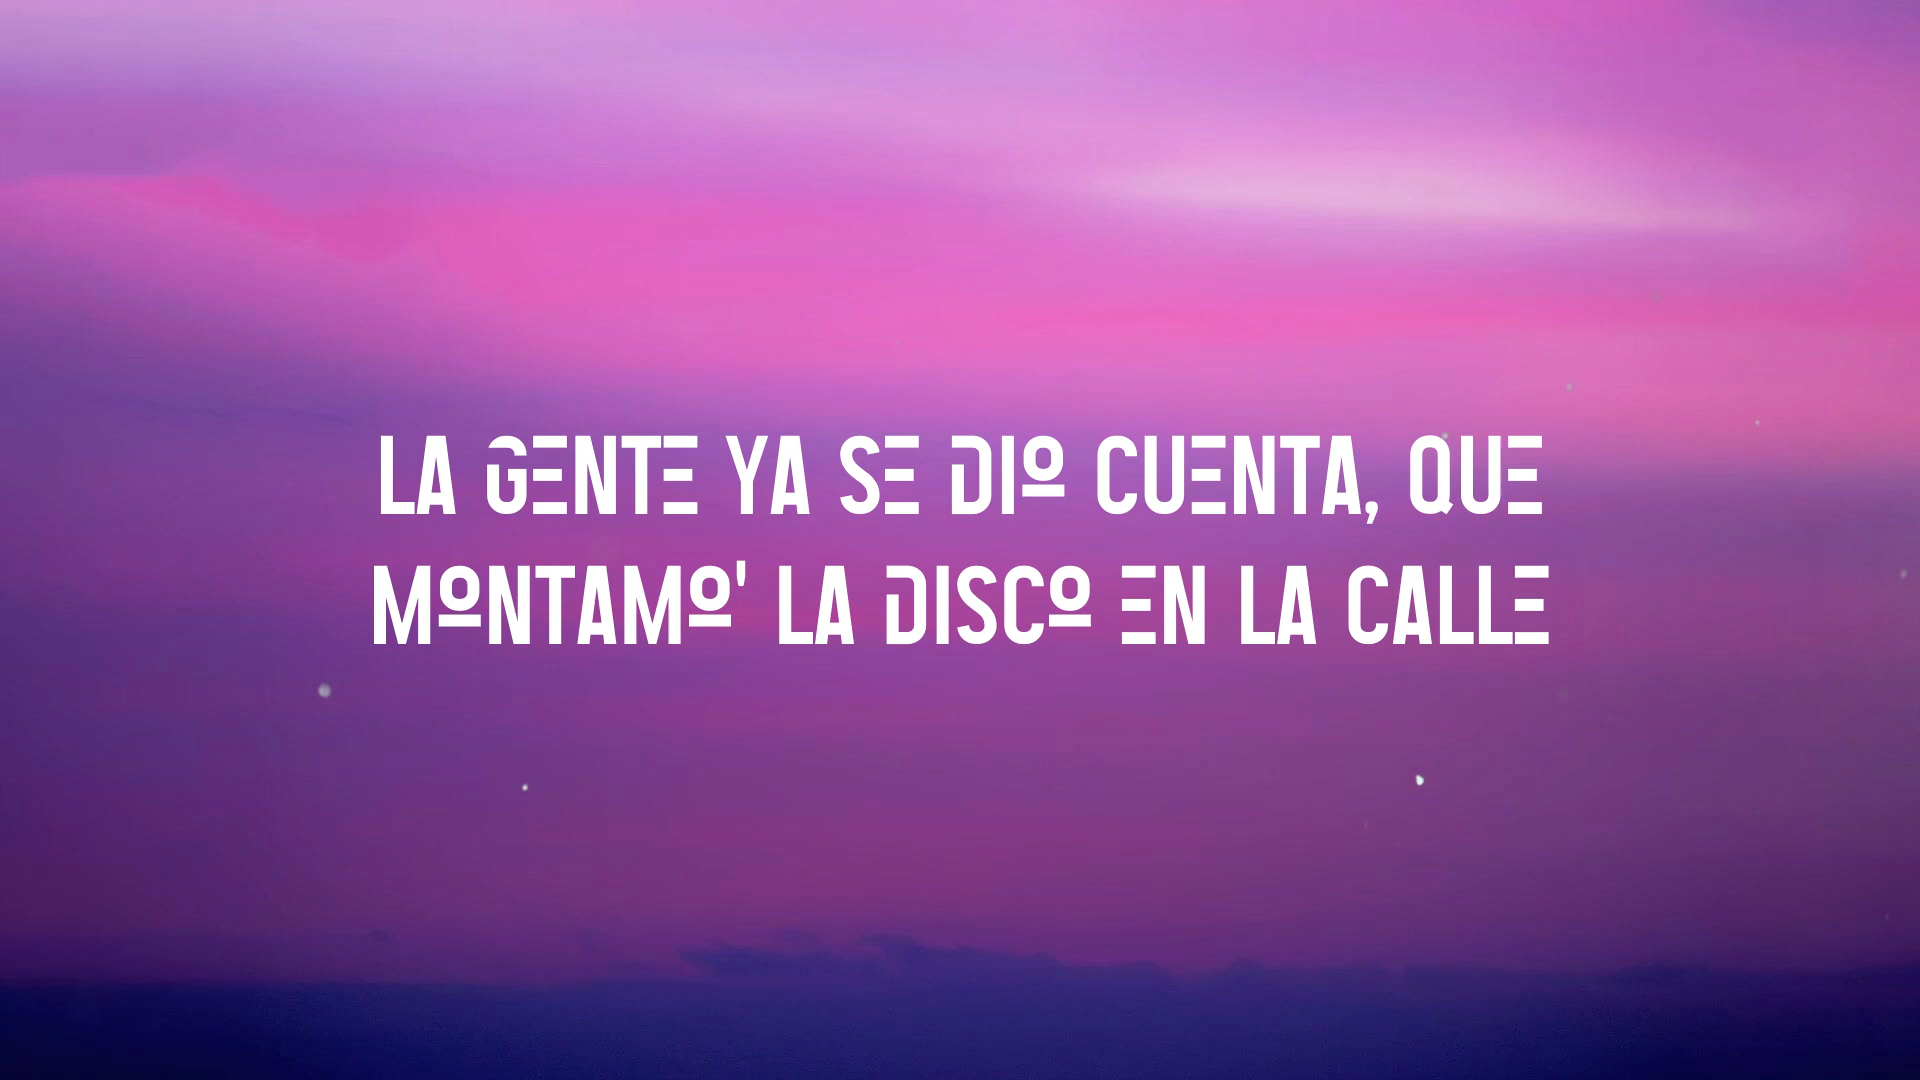 LA GENTE YA SE DIO CUENTA, QUE
MONTAMO' LA DISCO EN LA CALLE